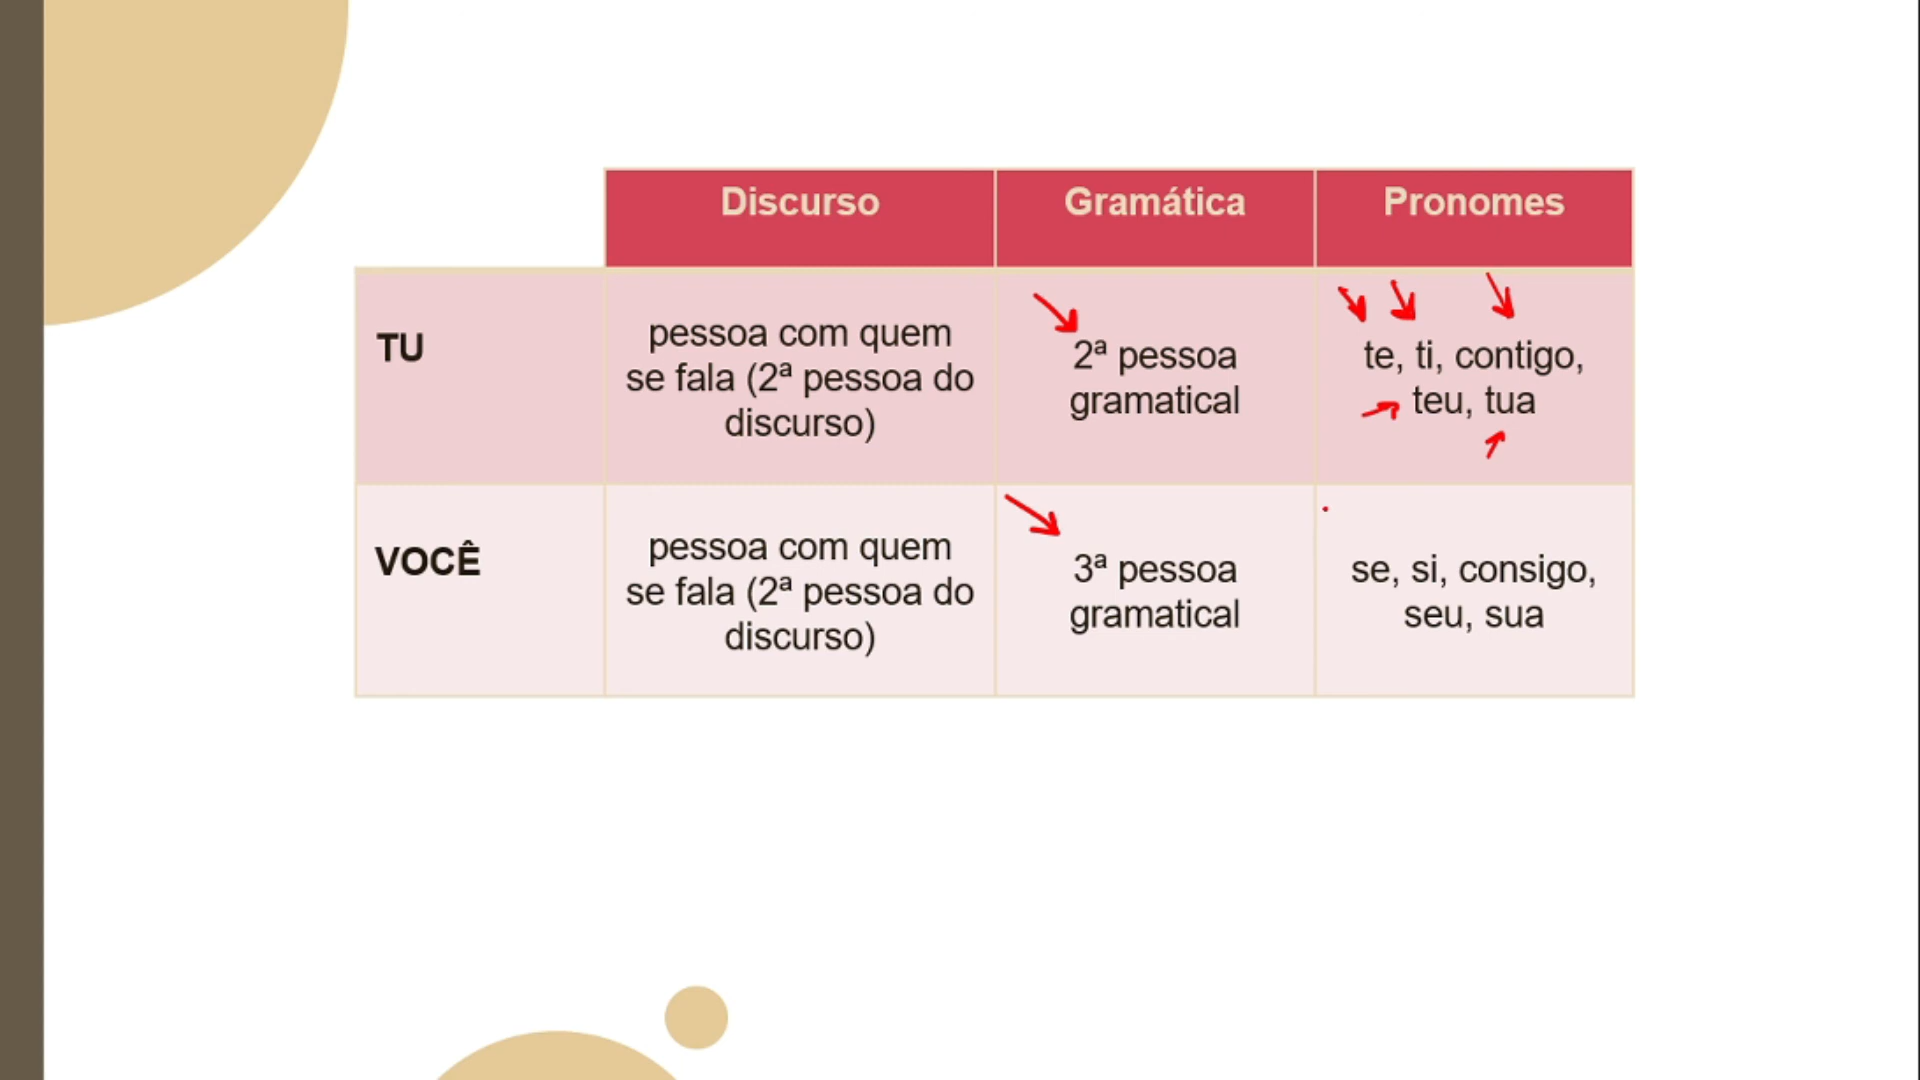 Discurso Gramática Pronomes
TU
pessoa com quem
se fala (2ª pessoa do
discurso)
2ª pessoa
gramatical
te, ti, contigo,
teu, tua
VOCÊ
pessoa com quem
se fala (2ª pessoa do
discurso)
3ª pessoa
gramatical
se, si, consigo,
seu, sua